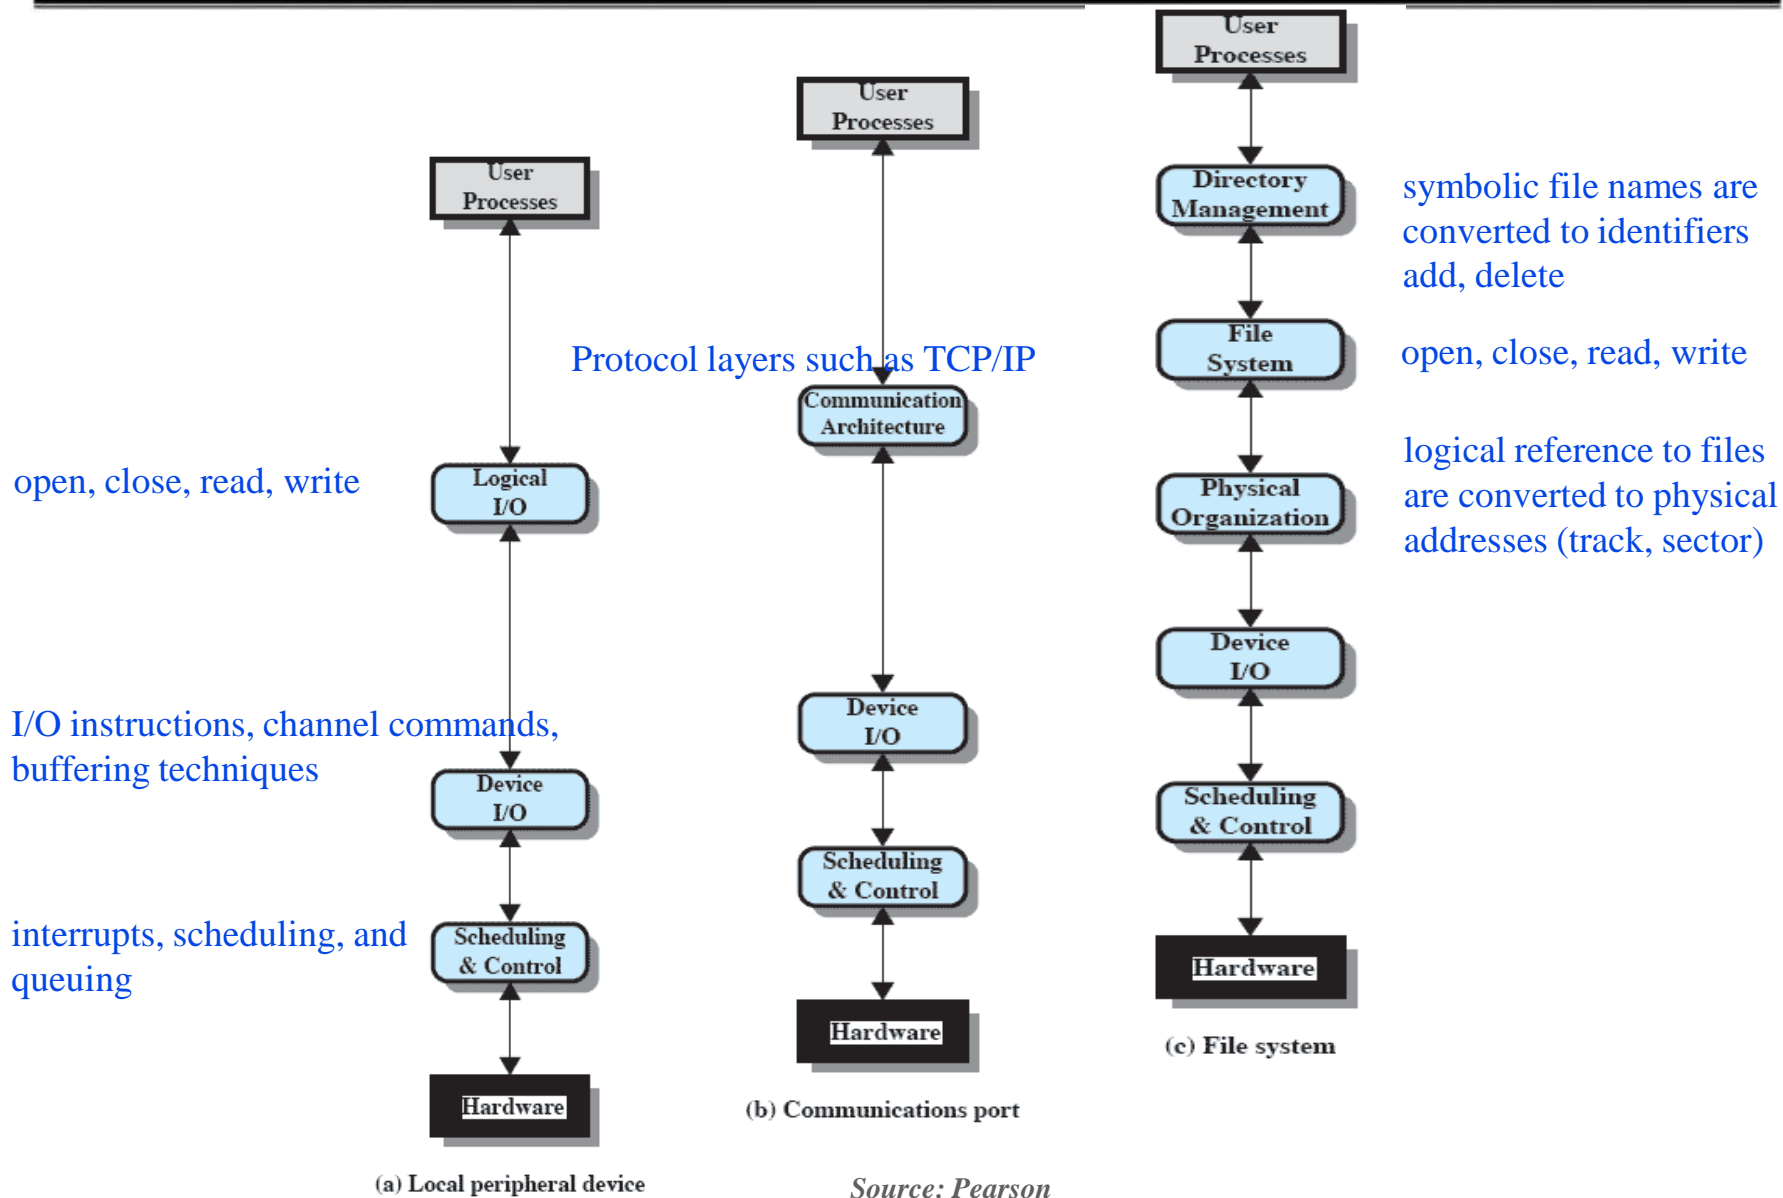 User
Processes
open, close, read, write
Logical
I/O
I/O instructions, channel commands,
buffering techniques
Device
I/O
interrupts, scheduling, and
queuing
Scheduling
& Control
Hardware
(a) Local peripheral device
User
Processes
Protocol layers such as TCP/IP
Communication
Architecture
Device
I/O
Scheduling
& Control
Hardware
(b) Communications port
User
Processes
Directory
Management
symbolic file names are
converted to identifiers
add, delete
File
System
open, close, read, write
Physical
Organization
logical reference to files
are converted to physical
addresses (track, sector)
Device
I/O
Scheduling
& Control
Hardware
(c) File system
Source: Pearson